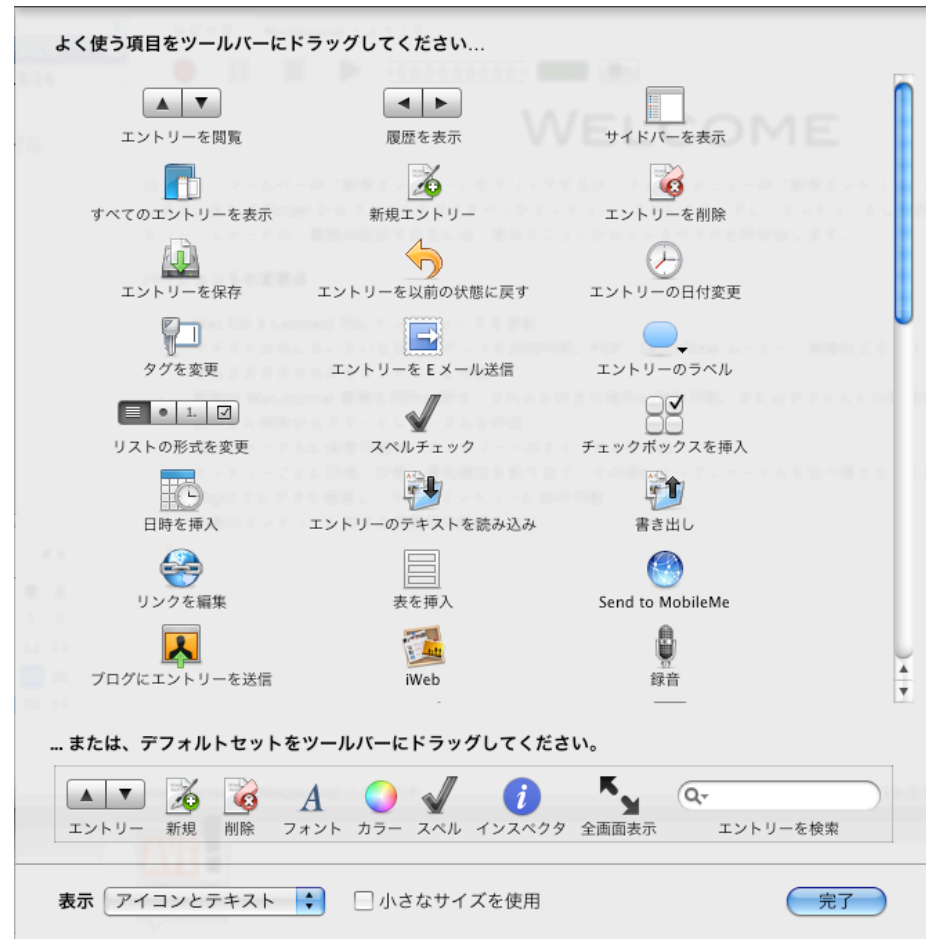 よく使う項目をツールバーにドラッグしてください...
WELCOME
エントリーを閲覧
履歴を表示
サイドバーを表示
すべてのエントリーを表示
新規エントリー
エントリーを削除
エントリーを保存
エントリーを以前の状態に戻す
エントリーの日付変更
タグを変更
エントリーを E メール送信
エントリーのラベル
1.
リストの形式を変更
スペルチェック
チェックボックスを挿入
日時を挿入
エントリーのテキストを読み込み
書き出し
リンクを編集
表を挿入
Send to MobileMe
ブログにエントリーを送信
iWeb
録音
... または、デフォルトセットをツールバーにドラッグしてください。
エントリー
新規
削除
フォント
カラー
スペル
インスペクタ
全画面表示
エントリーを検索
表示
アイコンとテキスト
小さなサイズを使用
完了